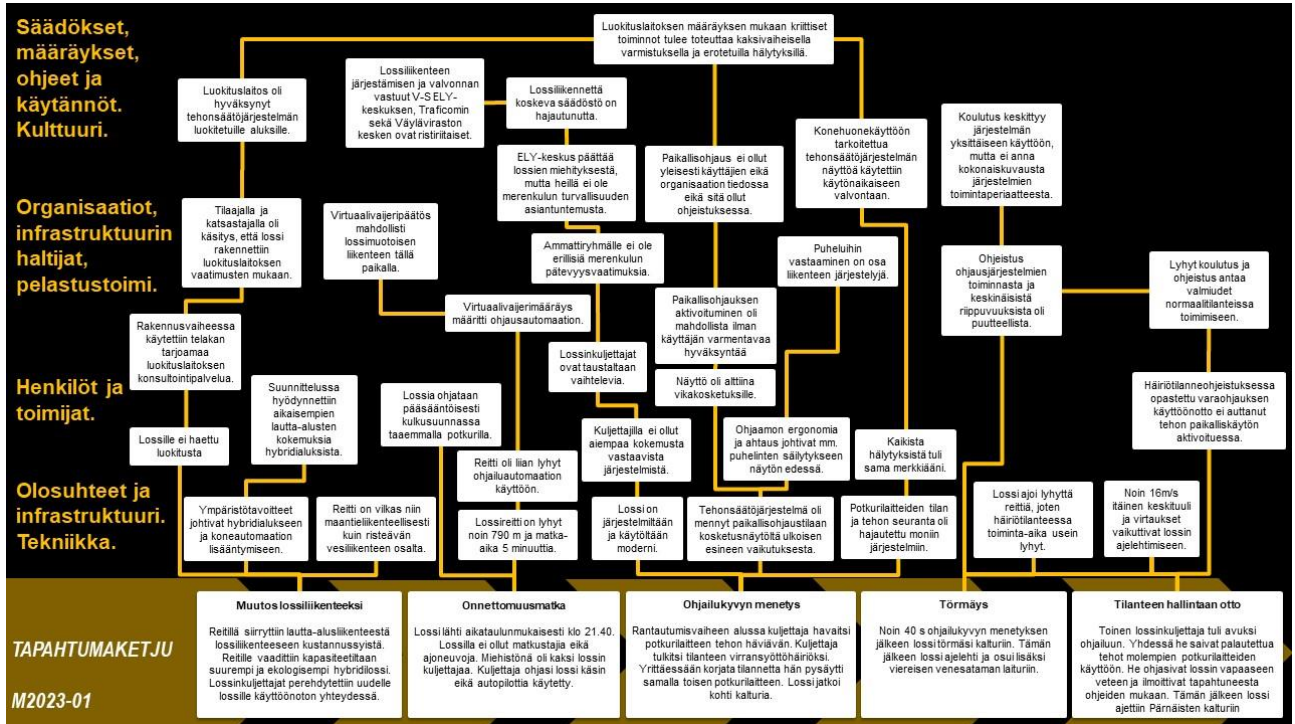 Säädökset,
määräykset,
ohjeet ja
käytännöt.
Kulttuuri.
Luokituslaitoksen määräyksen mukaan kriittiset
toiminnot tulee toteuttaa kaksivaiheisella
varmistuksella ja erotetuilla hälytyksillä.
Luokituslaitos oli
hyväksynyt
tehonsäätöjärjestelmän
luokitetuille aluksille.
Lossiliikenteen
järjestämisen ja valvonnan
vastuut V-S ELY-
keskuksen, Traficomin
sekä Väyläviraston
kesken ovat ristiriitaiset.
Lossiliikennettä
koskeva säädöstö on
hajautunutta.
Konehuonekäyttöön
tarkoitettua
tehonsäätöjärjestelmän
näyttöä käytettiin
käytönaikaiseen
valvontaan.
Koulutus keskittyy
järjestelmän
yksittäiseen käyttöön,
mutta ei anna
kokonaiskuvausta
järjestelmien
toimintaperiaatteesta.
ELY-keskus päättää
lossien miehityksestä,
mutta heillä ei ole
merenkulun turvallisuuden
asiantuntemusta.
Paikallisohjaus ei ollut
yleisesti käyttäjien eikä
organisaation tiedossa
eikä sitä ollut
ohjeistuksessa.
Organisaatiot,
infrastruktuurin
haltijat,
pelastustoimi.
Tilaajalla ja
katsastajalla oli
käsitys, että lossi
rakennettiin
luokituslaitoksen
vaatimusten mukaan.
Virtuaalivaijeripäätös
mahdollisti
lossimuotoisen
liikenteen tällä
paikalla.
Ammattiryhmälle ei ole
erillisiä merenkulun
pätevyysvaatimuksia.
Puheluihin
vastaaminen on osa
liikenteen järjestelyjä.
Ohjeistus
ohjausjärjestelmien
toiminnasta ja
keskinäisistä
riippuvuuksista oli
puutteellista.
Lyhyt koulutus ja
ohjeistus antaa
valmiudet
normaalitilanteissa
toimimiseen.
Virtuaalivaijerimääräys
määritti ohjausautomation.
Paikallisohjauksen
aktivoituminen oli
mahdollista ilman
käyttäjän varmentavaa
hyväksyntää
Rakennusvaiheessa
käytettiin telakan
tarjoamaa
luokituslaitoksen
konsultointipalvelua.
Lossinkuljettajat
ovat taustaltaan
vaihtelevia.
Henkilöt ja
toimijat.
Suunnittelussa
hyödynnettiin
aikaisempien
lautta-alusten
kokemuksia
hybridialuksista.
Lossia ohjataan
pääsääntöisesti
kulkusuunnassa
taaemmalla potkurilla.
Näyttö oli alttiina
vikakosketuksille.
Häiriötilanneohjeistuksessa
opastettu varaohjauksen
käyttöönotto ei auttanut
tehon paikalliskäytön
aktivoituessa.
Lossille ei haettu
luokitusta
Kuljettajilla ei ollut
aiempaa kokemusta
vastaavista
järjestelmistä.
Ohjaamon ergonomia
ja ahtaus johtivat mm.
puhelinten säilytykseen
näytön edessä.
Kaikista
hälytyksistä tuli
sama merkkiääni.
Reitti oli liian lyhyt
ohjailuautomation
käyttöön.
Olosuhteet ja
infrastruktuuri.
Tekniikka.
Ympäristötavoitteet
johtivat hybridialukseen
ja koneautomaation
lisääntymiseen.
Reitti on vilkas niin
maantieliikenteellisesti
kuin risteävän
vesiliikenteen osalta.
Lossireitti on lyhyt
noin 790 m ja matka-
aika 5 minuuttia.
Lossi on
järjestelmiltään
ja käytöltään
moderni.
Tehonsäätöjärjestelmä oli
mennyt paikallisohjaustilaan
kosketusnäytöltä ulkoisen
esineen vaikutuksesta.
Potkurilaitteiden tilan
ja tehon seuranta oli
hajautettu moniin
järjestelmiin.
Lossi ajoi lyhyttä
reittiä, joten
häiriötilanteessa
toiminta-aika usein
lyhyt.
Noin 16m/s
itäinen keskituuli
ja virtaukset
vaikuttivat lossin
ajelehtimiseen.
TAPAHTUMAKETJU
M2023-01
Muutos lossiliikenteeksi
Reitillä siirryttiin lautta-alusliikenteestä
lossiliikenteeseen kustannussyistä.
Reitille vaadittiin kapasiteetiltaan
suurempi ja ekologisempi hybridilossi.
Lossinkuljettajat perehdytettiin uudelle
lossille käyttöönoton yhteydessä.
Onnettomuusmatka
Lossi lähti aikataulunmukaisesti klo 21.40.
Lossilla ei ollut matkustajia eikä
ajoneuvoja. Miehistönä oli kaksi lossin
kuljettajaa. Kuljettaja ohjasi lossi käsin
eikä autopilottia käytetty.
Ohjailukyvyn menetys
Rantautumisvaiheen alussa kuljettaja havaitsi
potkurilaitteen tehon häviävän. Kuljettaja
tulkitsi tilanteen virransyöttöhäiriöksi.
Yrittäessään korjata tilannetta hän pysäytti
samalla toisen potkurilaitteen. Lossi jatkoi
kohti kalturia.
Törmäys
Noin 40 s ohjailukyvyn menetyksen
jälkeen lossi törmäsi kalturiin. Tämän
jälkeen lossi ajelehti ja osui lisäksi
viereisen venesataman laituriin.
Tilanteen hallintaan otto
Toinen lossinkuljettaja tuli avuksi
ohjailuun. Yhdessä he saivat palautettua
tehot molempien potkurilaitteiden
käyttöön. He ohjasivat lossin vapaaseen
veteen ja ilmoittivat tapahtuneesta
ohjeiden mukaan. Tämän jälkeen lossi
ajettiin Pärnäisten kalturiin